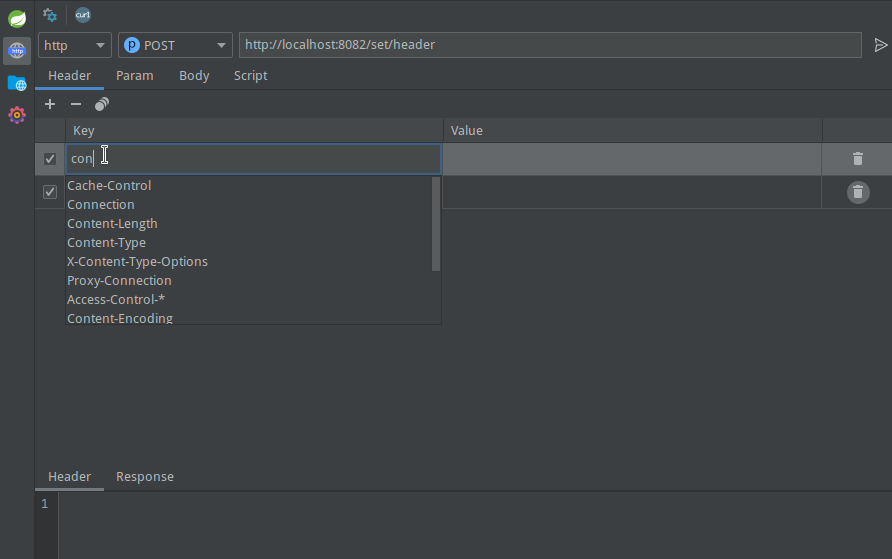 curl
http POST http://localhost:8082/set/header
http
Header Param Body Script
Key Value
con
Cache-Control
Connection
Content-Length
Content-Type
X-Content-Type-Options
Proxy-Connection
Access-Control-*
Content-Encoding
Header Response
1